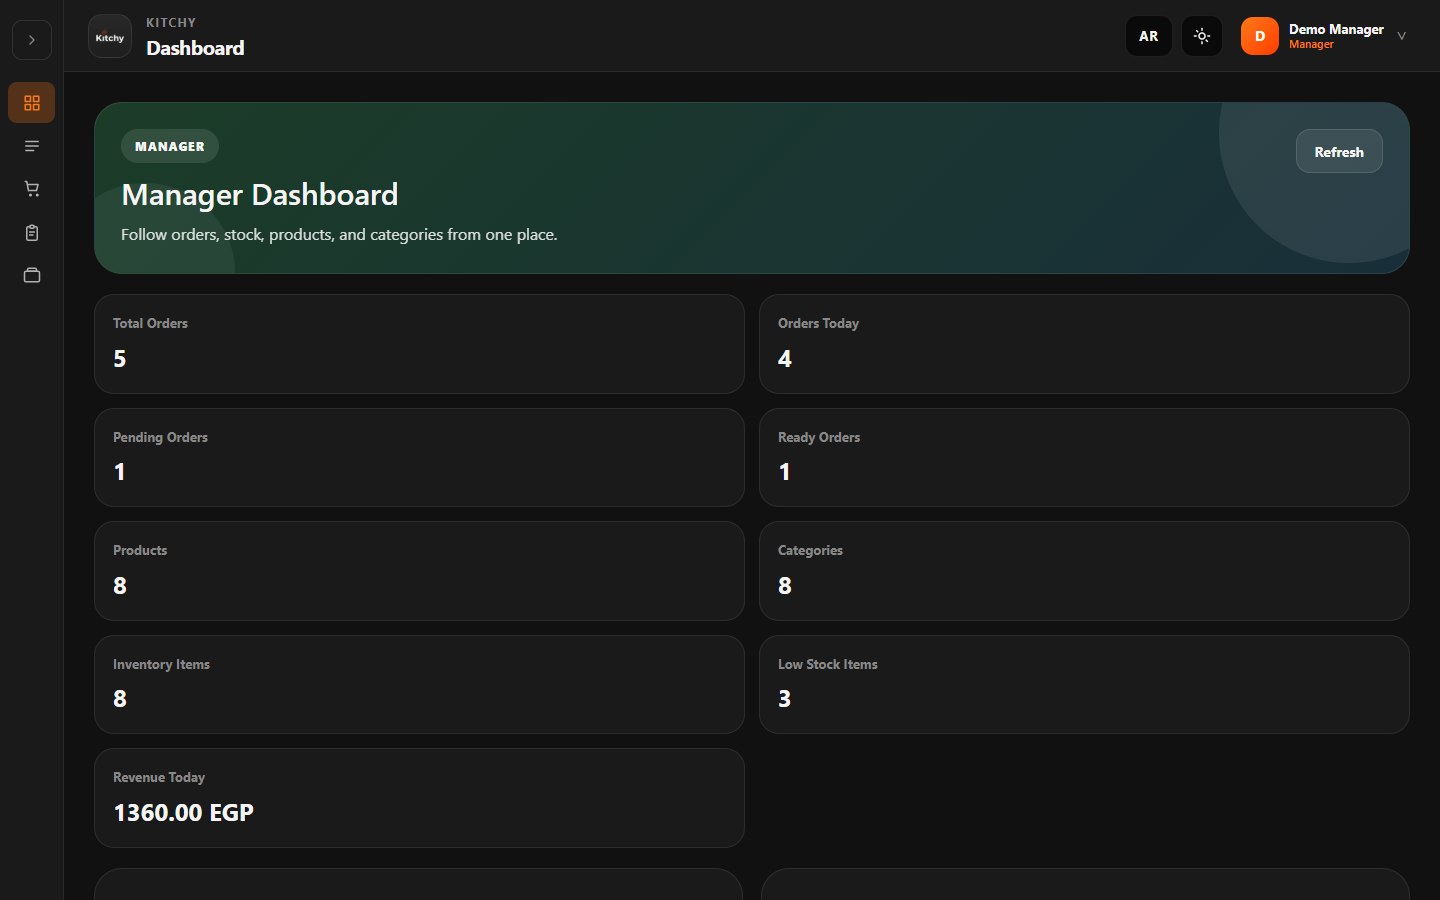 Kitchy
KITCHY
Dashboard
AR
D
Demo Manager
Manager
MANAGER
Refresh
Manager Dashboard
Follow orders, stock, products, and categories from one place.
Total Orders
5
Orders Today
4
Pending Orders
1
Ready Orders
1
Products
8
Categories
8
Inventory Items
8
Low Stock Items
3
Revenue Today
1360.00 EGP